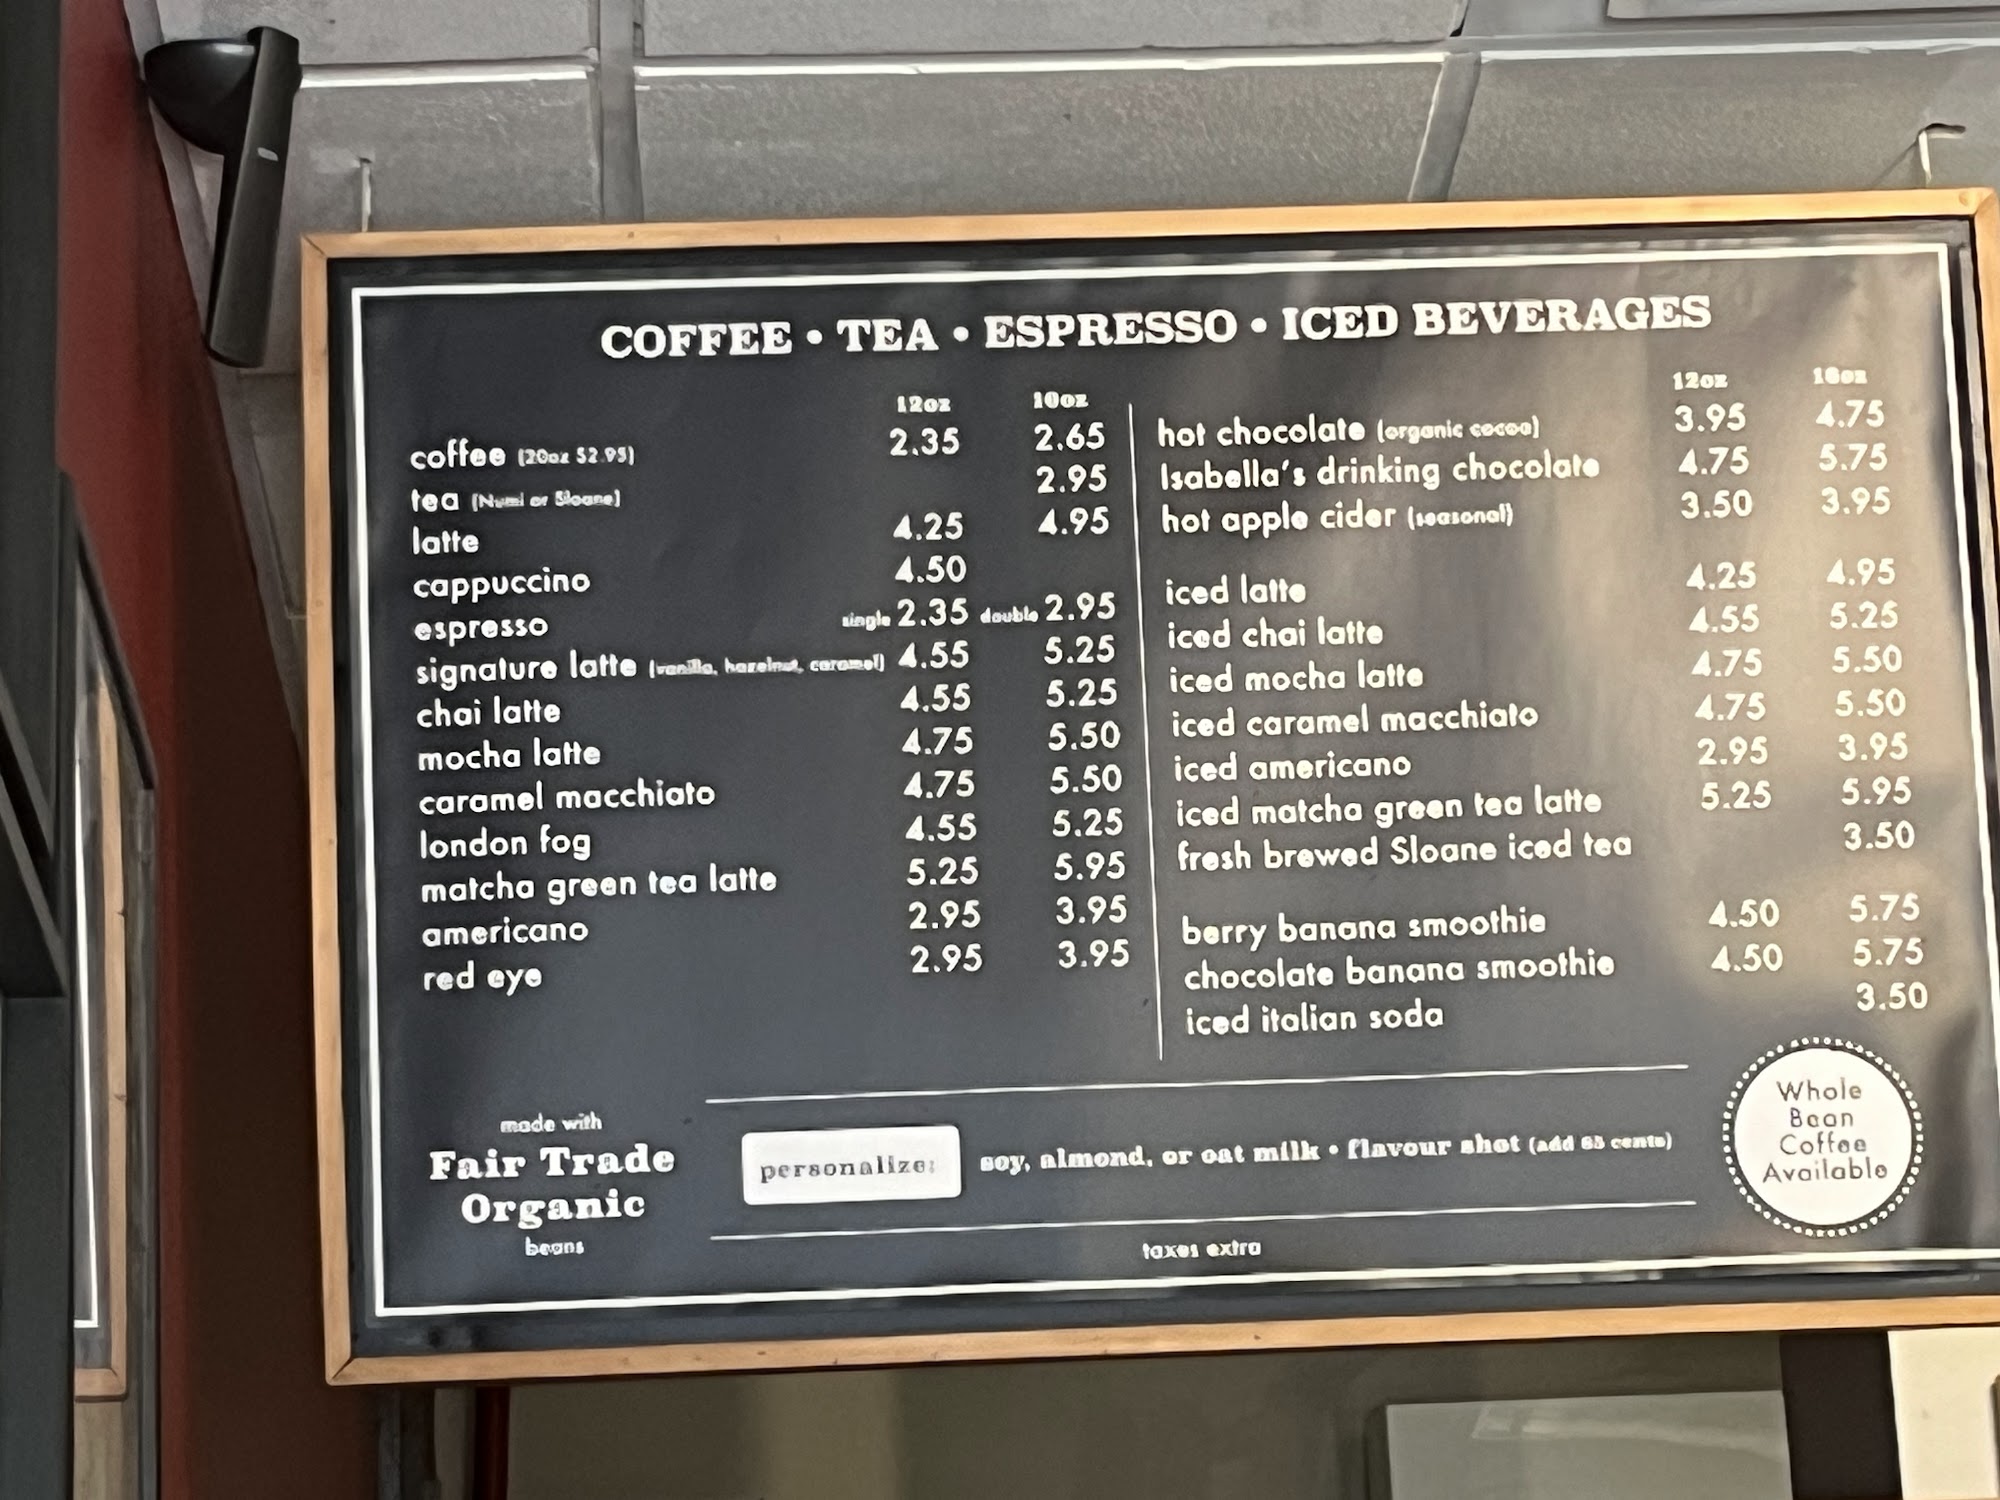 COFFEE • TEA • ESPRESSO • ICED BEVERAGES
12oz 16oz
coffee (20oz $2.95) 2.35 2.65
tea (Numi or Sloane) 2.95
latte 4.25 4.95
cappuccino 4.50
espresso single 2.35 double 2.95
signature latte (vanilla, hazelnut, caramel) 4.55 5.25
chai latte 4.55 5.25
mocha latte 4.75 5.50
caramel macchiato 4.75 5.50
london fog 4.55 5.25
matcha green tea latte 5.25 5.95
americano 2.95 3.95
red eye 2.95 3.95
12oz 16oz
hot chocolate (organic cocoa) 3.95 4.75
Isabella's drinking chocolate 4.75 5.75
hot apple cider (seasonal) 3.50 3.95
iced latte 4.25 4.95
iced chai latte 4.55 5.25
iced mocha latte 4.75 5.50
iced caramel macchiato 4.75 5.50
iced americano 2.95 3.95
iced matcha green tea latte 5.25 5.95
fresh brewed Sloane iced tea 3.50
berry banana smoothie 4.50 5.75
chocolate banana smoothie 4.50 5.75
iced italian soda 3.50
made with
Fair Trade
Organic
beans
personalize: soy, almond, or oat milk • flavour shot (add 65 cents)
taxes extra
Whole
Bean
Coffee
Available